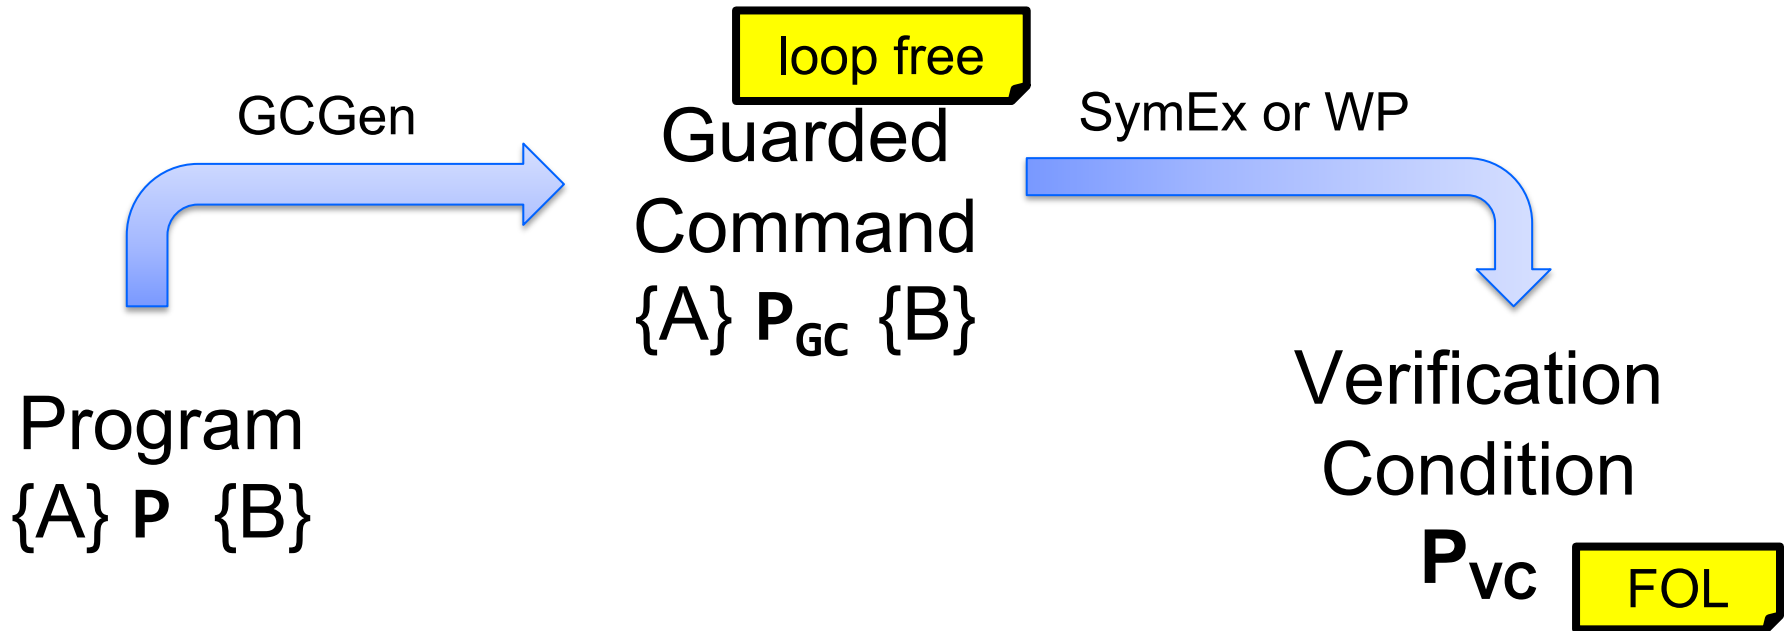 loop free
GCGen
SymEx or WP
Guarded
Command
{A} P_GC {B}
Program
{A} P {B}
Verification
Condition
P_VC
FOL